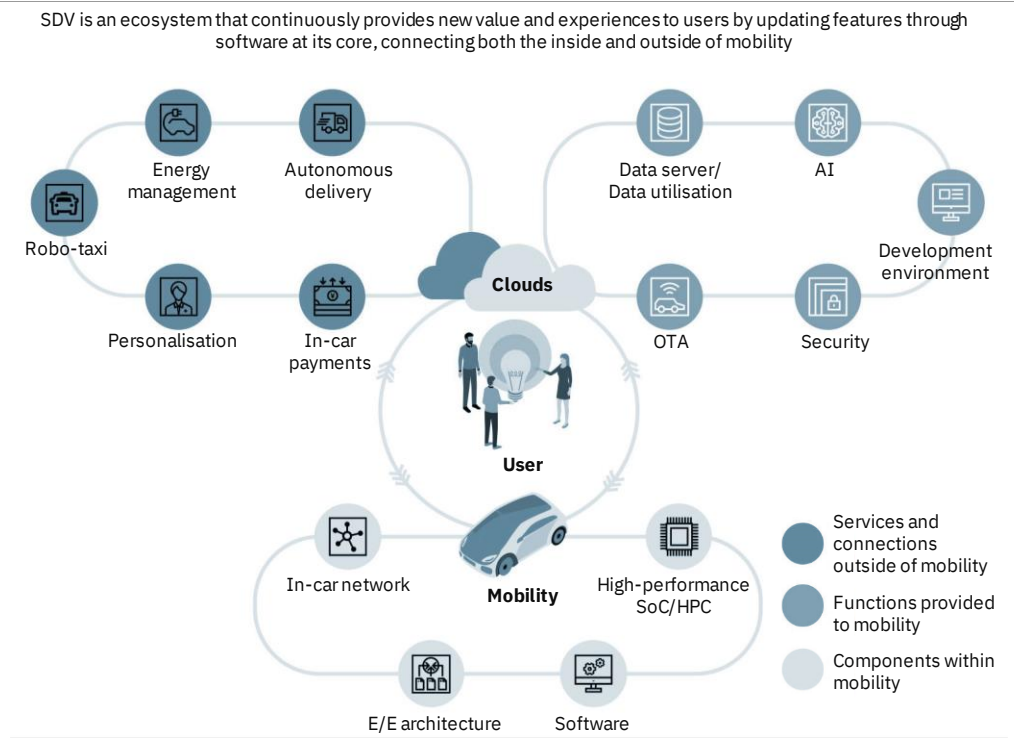 SDV is an ecosystem that continuously provides new value and experiences to users by updating features through
software at its core, connecting both the inside and outside of mobility
Energy
management
Autonomous
delivery
Robo-taxi
Personalisation
In-car
payments
Data server/
Data utilisation
AI
Development
environment
OTA
Security
Clouds
User
Mobility
In-car network
High-performance
SoC/HPC
E/E architecture
Software
Services and
connections
outside of mobility
Functions provided
to mobility
Components within
mobility